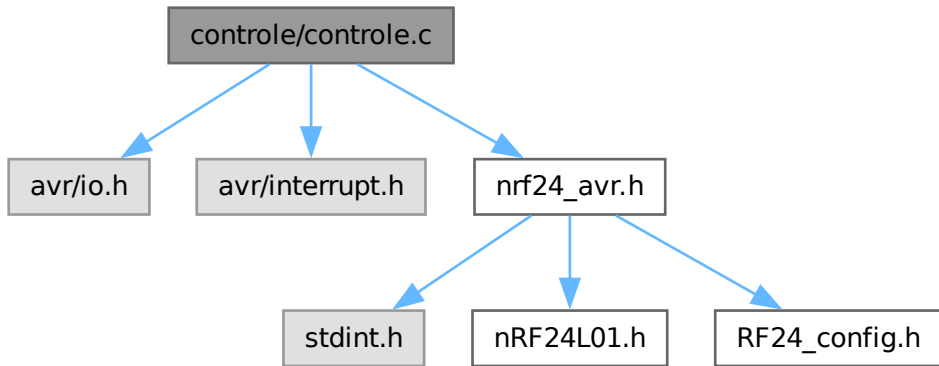 controle/controle.c
avr/io.h
avr/interrupt.h
nrf24_avr.h
stdint.h
nRF24L01.h
RF24_config.h